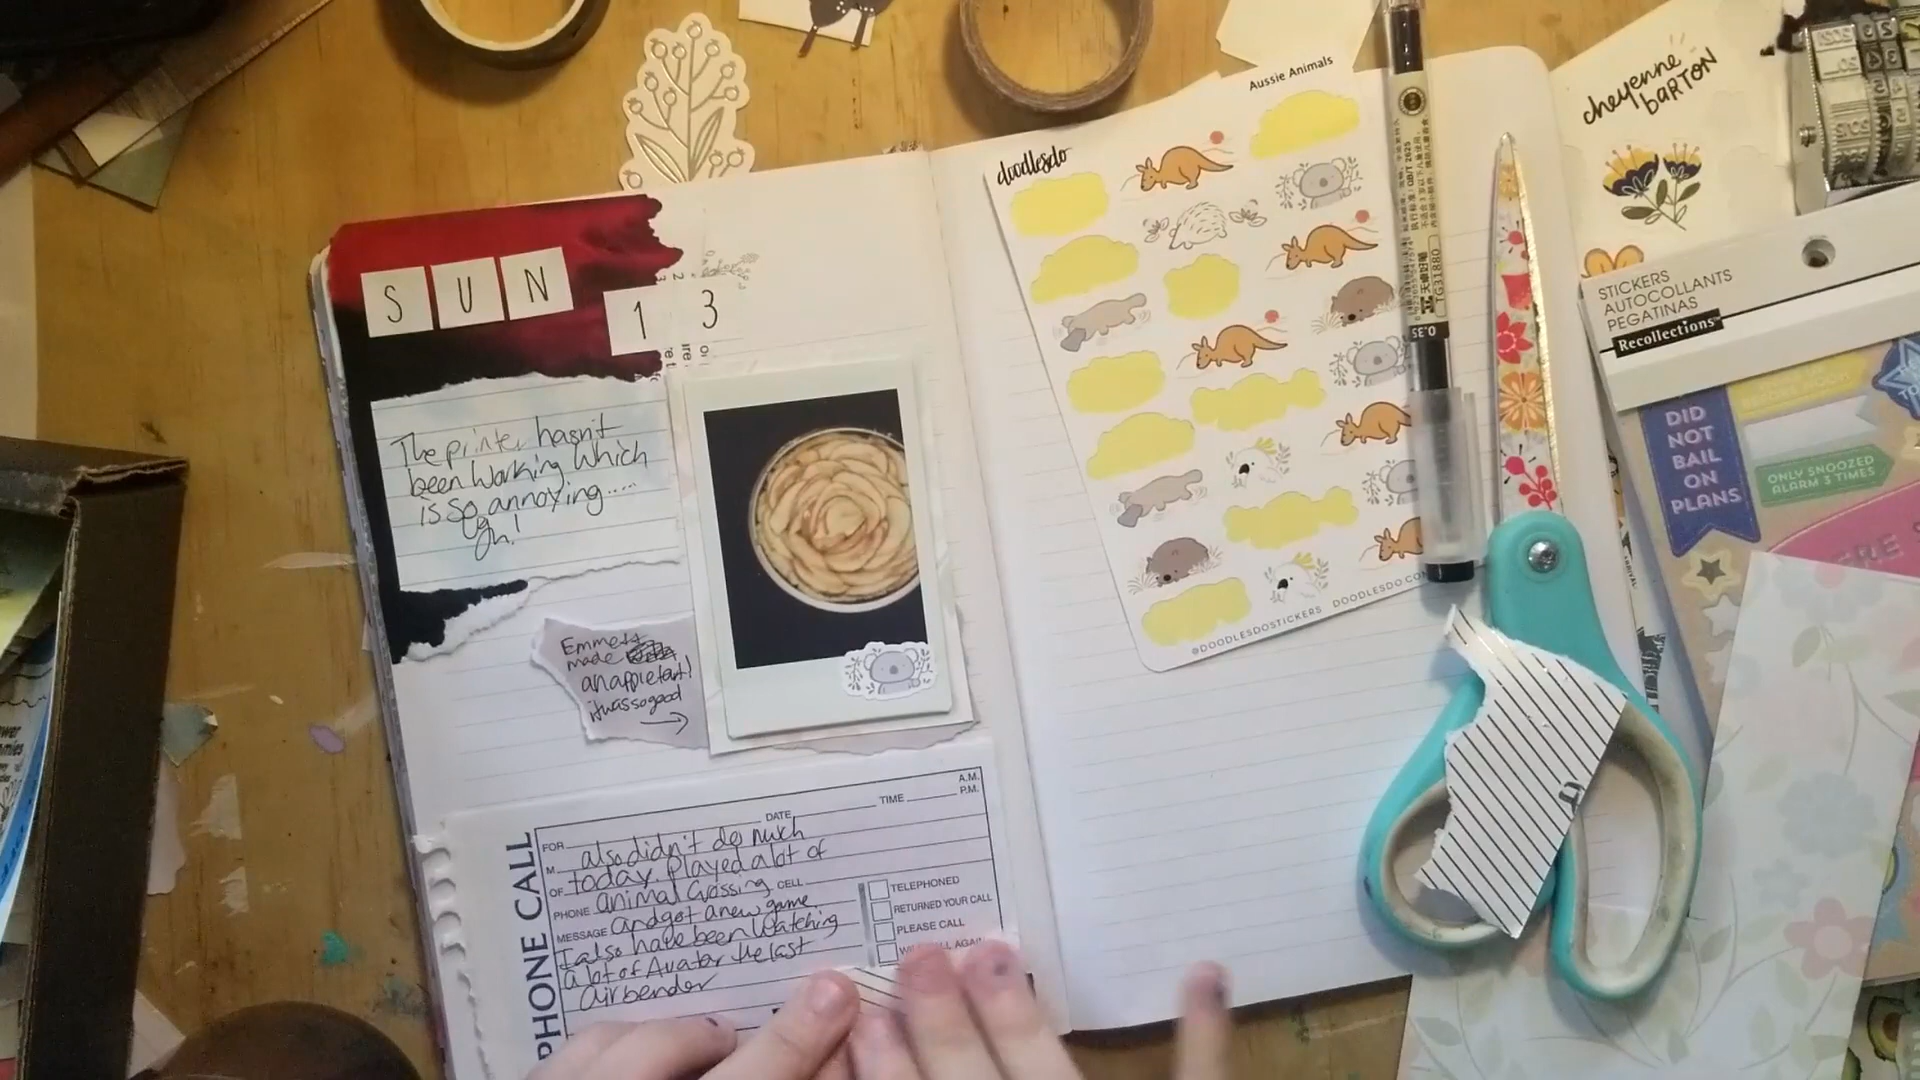 S U N
1 3
The printer hasn't
been working which
is so annoying....
gh!
Emmett
made
an apple tart!
it was so good
PHONE CALL
A.M.
P.M.
FOR
DATE
TIME
M
OF
PHONE
CELL
MESSAGE
also didn't do much
today. Played a lot of
animal crossing
and got a new game.
I also have been watching
a lot of Avatar the last
airbender
TELEPHONED
RETURNED YOUR CALL
PLEASE CALL
AGAIN
Aussie Animals
doodlesdo
@DOODLESDOSTICKERS DOODLESDO.COM
TG31880
0.35
cheyenne
BARTON
STICKERS
AUTOCOLLANTS
PEGATINAS
Recollections
DID
NOT
BAIL
ON
PLANS
ONLY SNOOZED
ALARM 3 TIMES